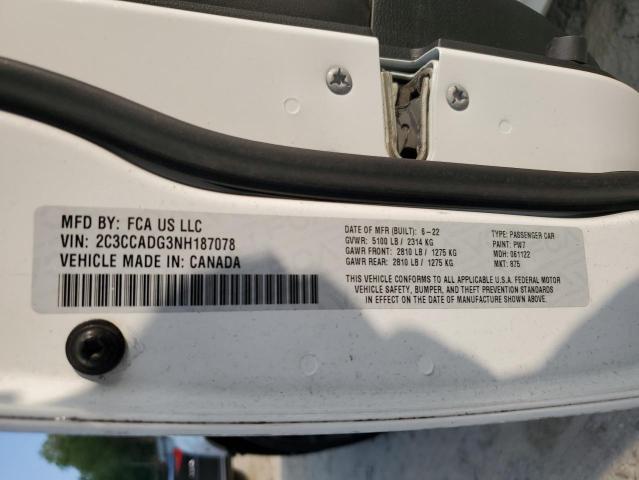 MFD BY: FCA US LLC
VIN: 2C3CCADG3NH187078
VEHICLE MADE IN: CANADA
DATE OF MFR (BUILT): 6-22
GVWR: 5100 LB / 2314 KG
GAWR FRONT: 2810 LB / 1275 KG
GAWR REAR: 2810 LB / 1275 KG
TYPE: PASSENGER CAR
PAINT: PW7
MDH: 061122
MKT: 875
THIS VEHICLE CONFORMS TO ALL APPLICABLE U.S.A. FEDERAL MOTOR
VEHICLE SAFETY, BUMPER, AND THEFT PREVENTION STANDARDS
IN EFFECT ON THE DATE OF MANUFACTURE SHOWN ABOVE.